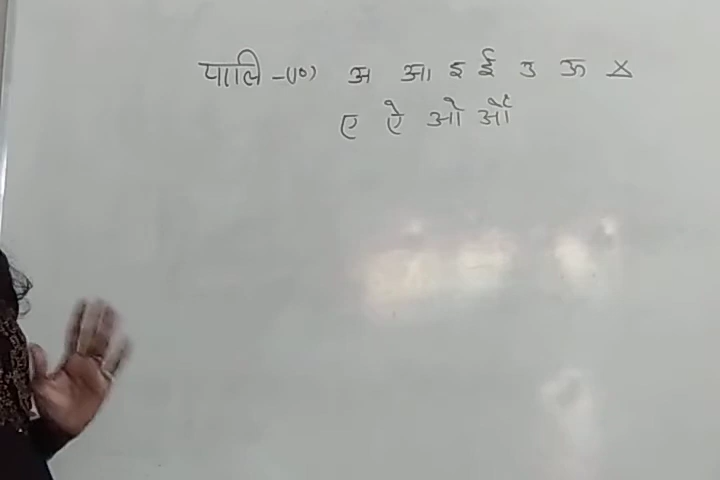 पालि -(१०) अ आ इ ई उ ऊ X
ए ऐ ओ औ